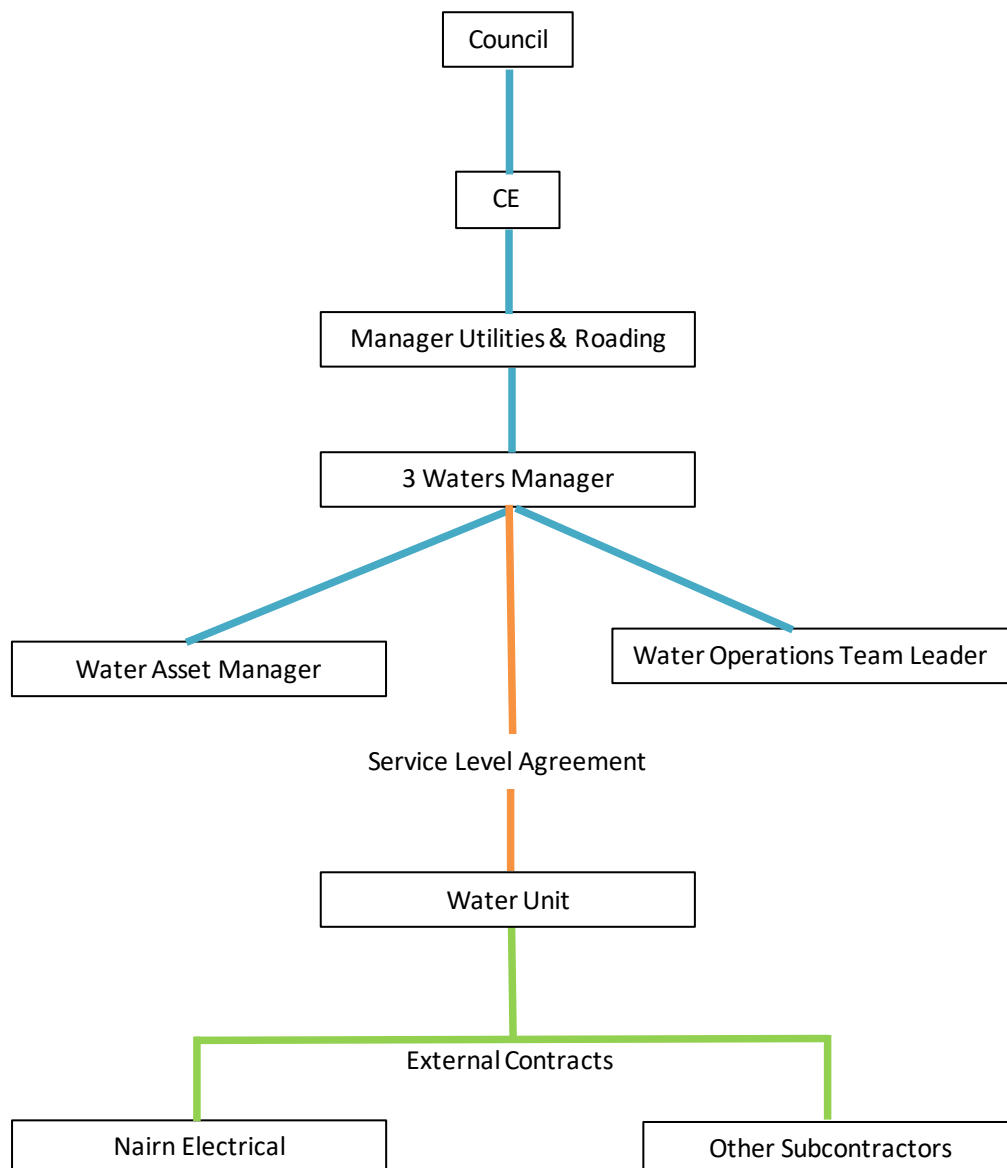 Council
CE
Manager Utilities & Roading
3 Waters Manager
Water Asset Manager
Water Operations Team Leader
Service Level Agreement
Water Unit
External Contracts
Nairn Electrical
Other Subcontractors